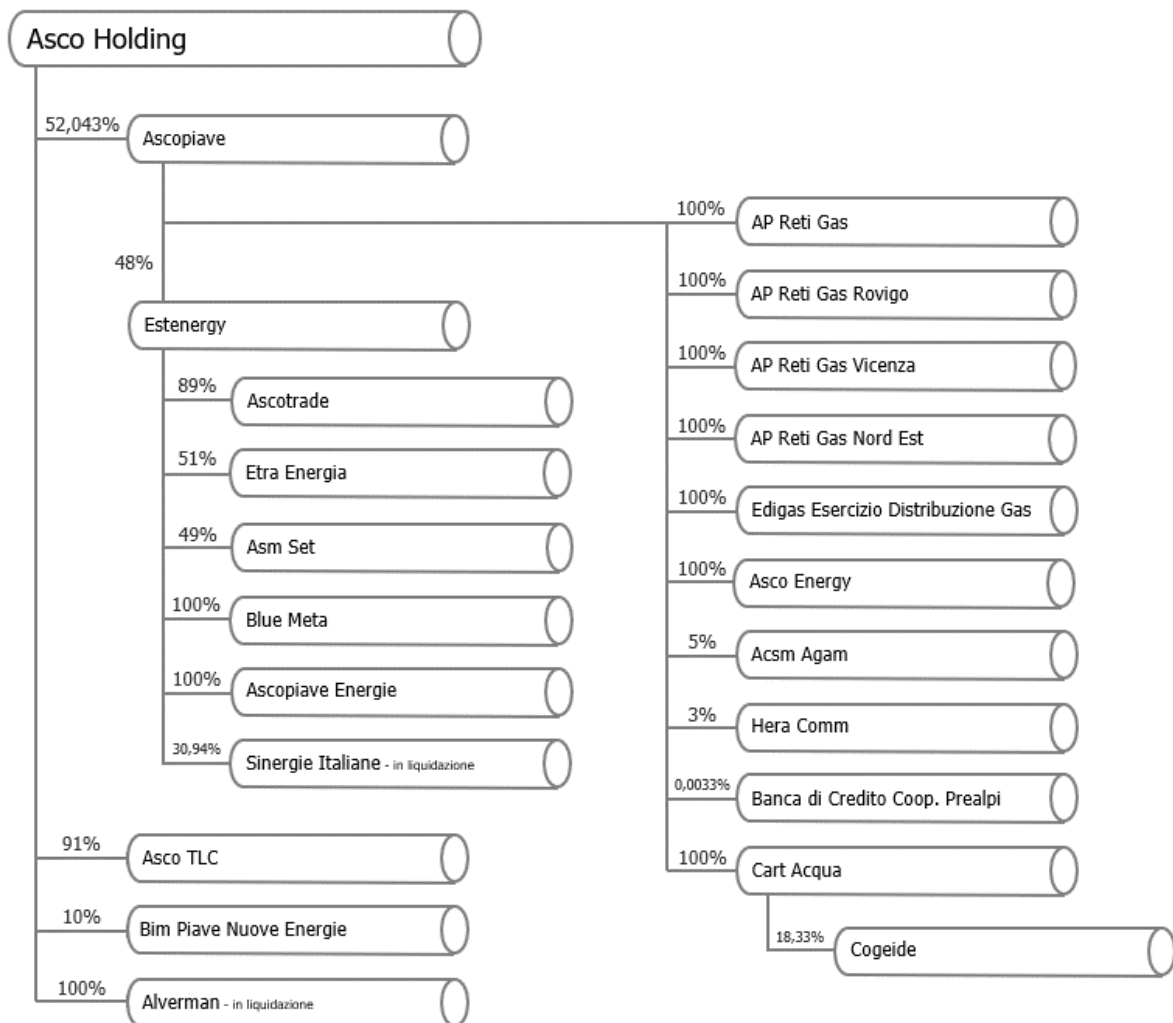 Asco Holding
52,043%
Ascopiave
48%
Estenergy
89%
Ascotrade
51%
Etra Energia
49%
Asm Set
100%
Blue Meta
100%
Ascopiave Energie
30,94%
Sinergie Italiane - in liquidazione
100%
AP Reti Gas
100%
AP Reti Gas Rovigo
100%
AP Reti Gas Vicenza
100%
AP Reti Gas Nord Est
100%
Edigas Esercizio Distribuzione Gas
100%
Asco Energy
5%
Acsm Agam
3%
Hera Comm
0,0033%
Banca di Credito Coop. Prealpi
100%
Cart Acqua
18,33%
Cogeide
91%
Asco TLC
10%
Bim Piave Nuove Energie
100%
Alverman - in liquidazione